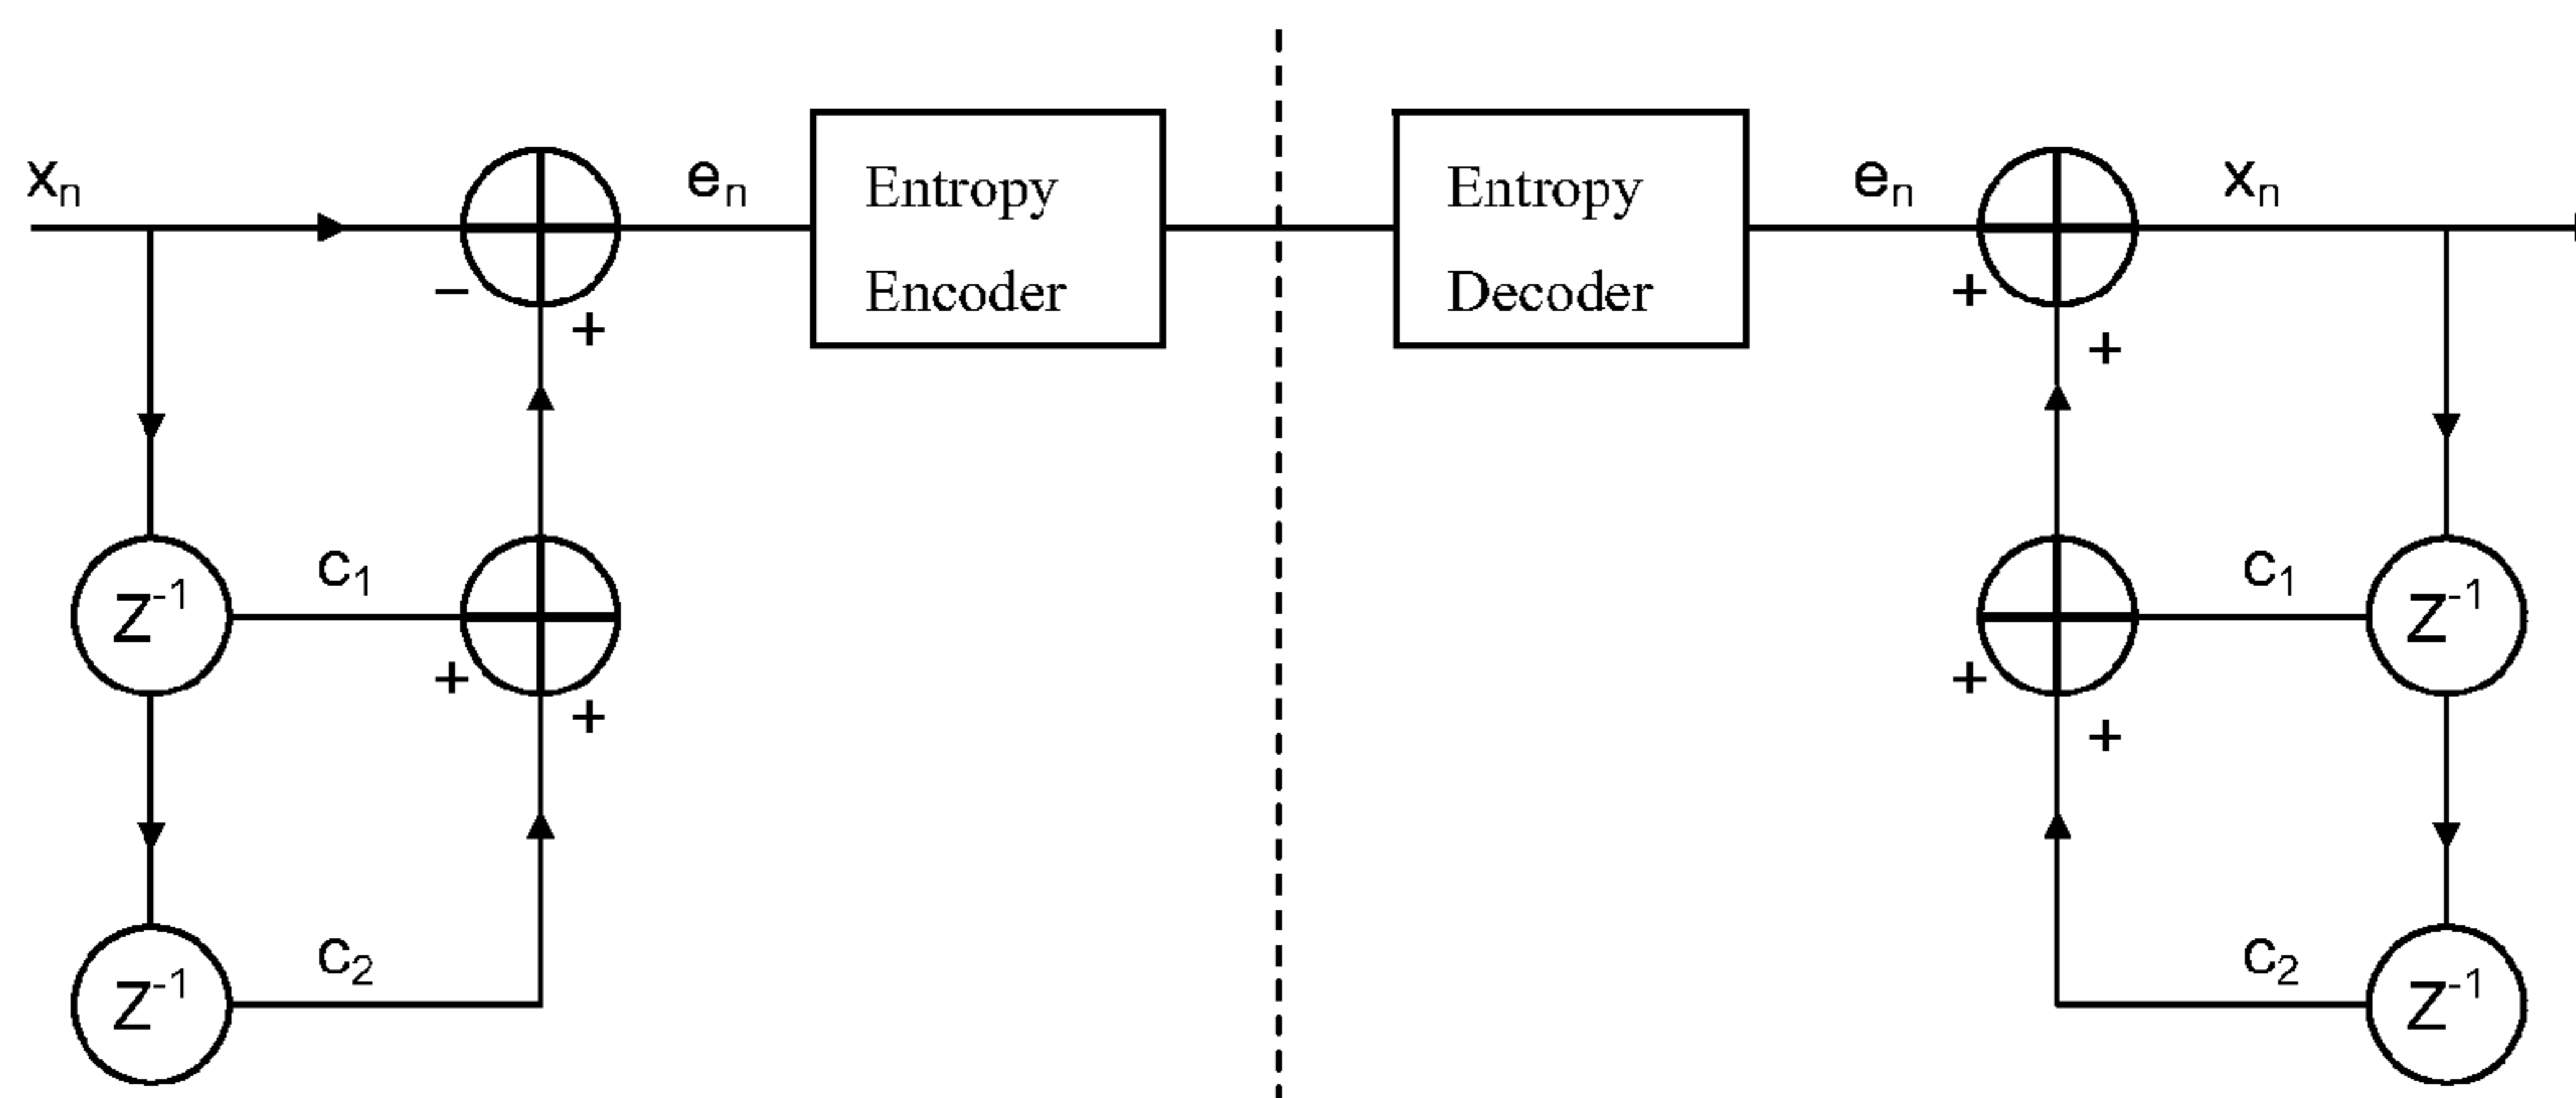 xₙ
−
+
eₙ
Entropy
Encoder
Entropy
Decoder
eₙ
+
+
xₙ
Z⁻¹
c₁
+
+
+
+
c₁
Z⁻¹
Z⁻¹
c₂
c₂
Z⁻¹